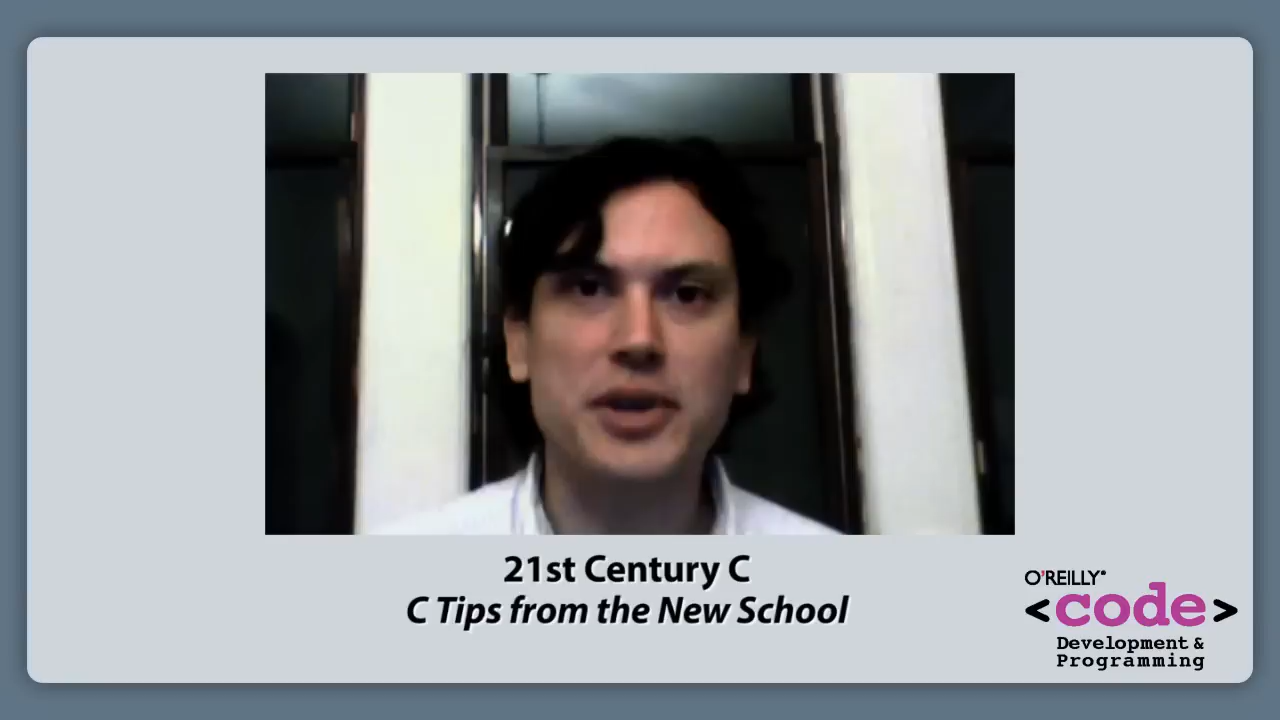 21st Century C
C Tips from the New School
O'REILLY
<code>
Development &
Programming